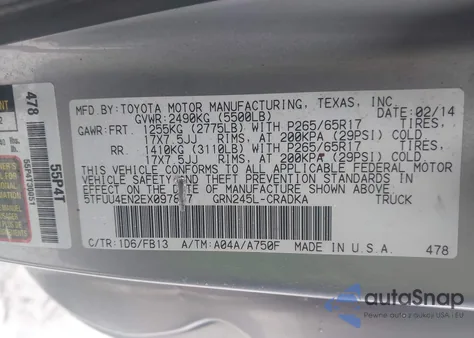 MFD. BY: TOYOTA MOTOR MANUFACTURING, TEXAS, INC
GVWR: 2490KG (5500LB) DATE: 02/14
GAWR: FRT. 1255KG (2775LB) WITH P265/65R17 TIRES,
17X7.5JJ RIMS, AT 200KPA (29PSI) COLD
RR. 1410KG (3110LB) WITH P265/65R17 TIRES,
17X7.5JJ RIMS, AT 200KPA (29PSI) COLD
THIS VEHICLE CONFORMS TO ALL APPLICABLE FEDERAL MOTOR
VEHICLE SAFETY AND THEFT PREVENTION STANDARDS IN
EFFECT ON THE DATE OF MANUFACTURE SHOWN ABOVE.
GRN245L-CRADKA TRUCK
C/TR: 1D6/FB13 A/TM: A04A/A750F MADE IN U.S.A. 478
478
55P4T
autoSnap